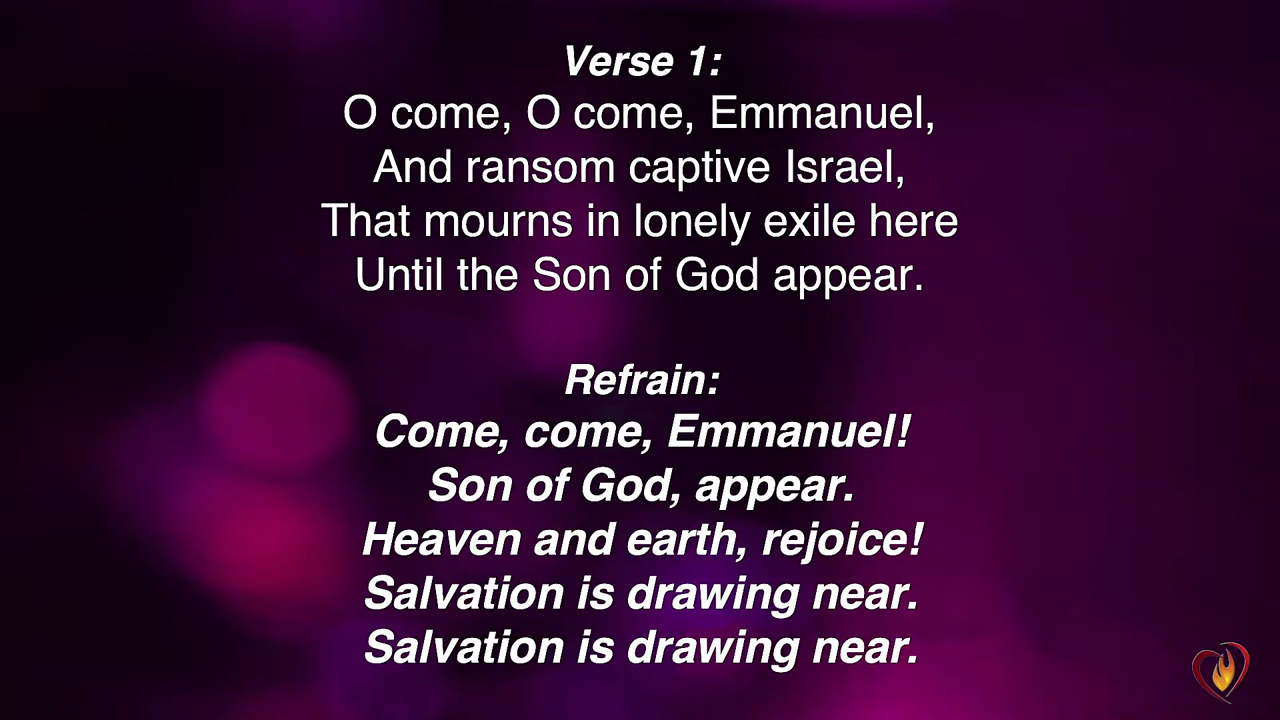 Verse 1:
O come, O come, Emmanuel,
And ransom captive Israel,
That mourns in lonely exile here
Until the Son of God appear.
Refrain:
Come, come, Emmanuel!
Son of God, appear.
Heaven and earth, rejoice!
Salvation is drawing near.
Salvation is drawing near.